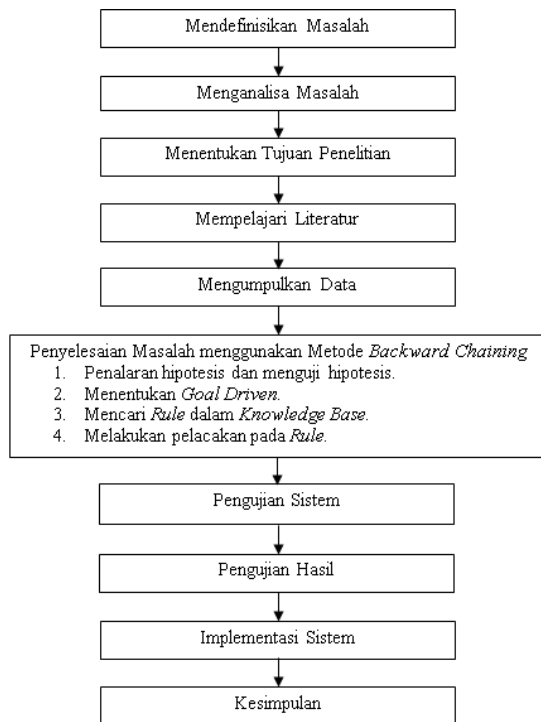 Mendefinisikan Masalah
Menganalisa Masalah
Menentukan Tujuan Penelitian
Mempelajari Literatur
Mengumpulkan Data
Penyelesaian Masalah menggunakan Metode Backward Chaining
1. Penalaran hipotesis dan menguji hipotesis.
2. Menentukan Goal Driven.
3. Mencari Rule dalam Knowledge Base.
4. Melakukan pelacakan pada Rule.
Pengujian Sistem
Pengujian Hasil
Implementasi Sistem
Kesimpulan